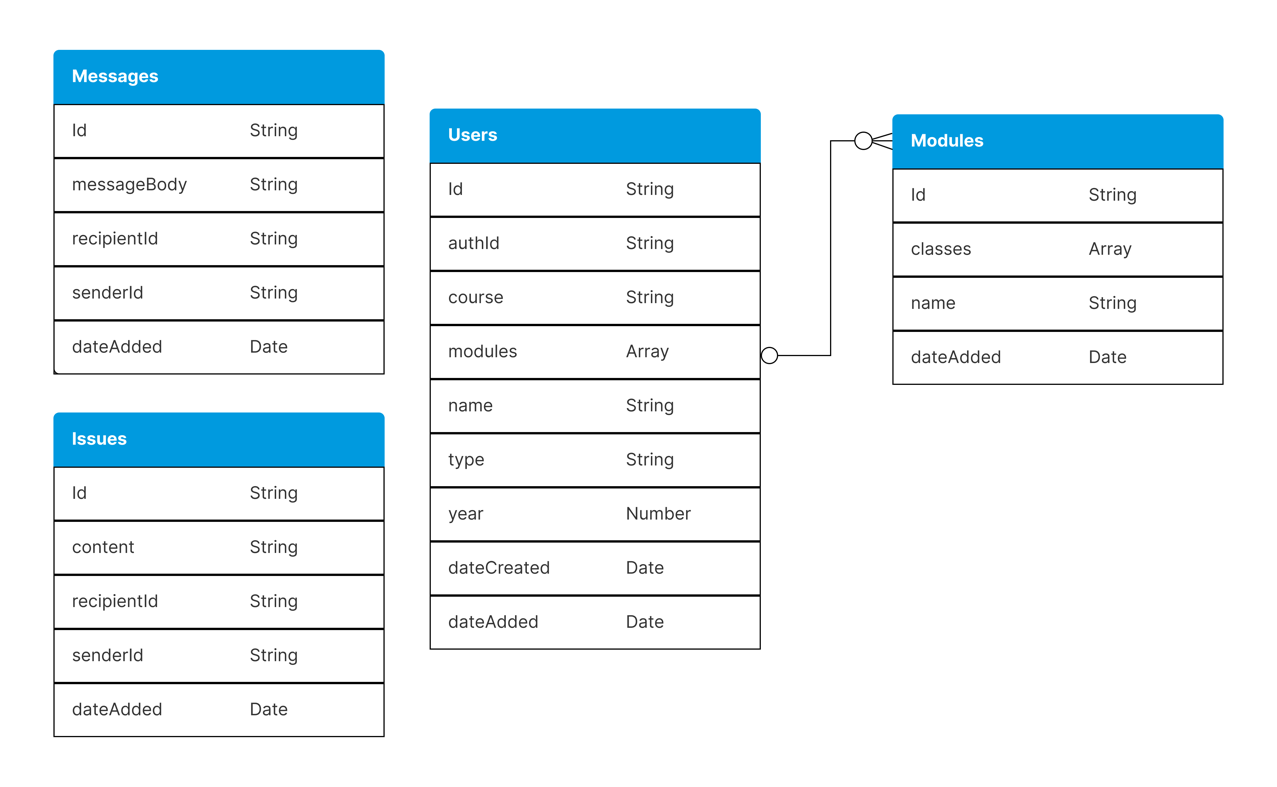 Messages
Id String
messageBody String
recipientId String
senderId String
dateAdded Date
Issues
Id String
content String
recipientId String
senderId String
dateAdded Date
Users
Id String
authId String
course String
modules Array
name String
type String
year Number
dateCreated Date
dateAdded Date
Modules
Id String
classes Array
name String
dateAdded Date